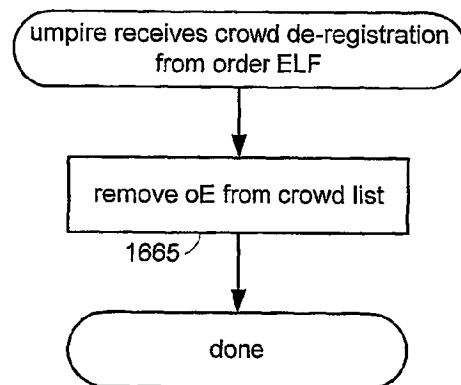 umpire receives crowd de-registration
from order ELF
remove oE from crowd list
1665
done